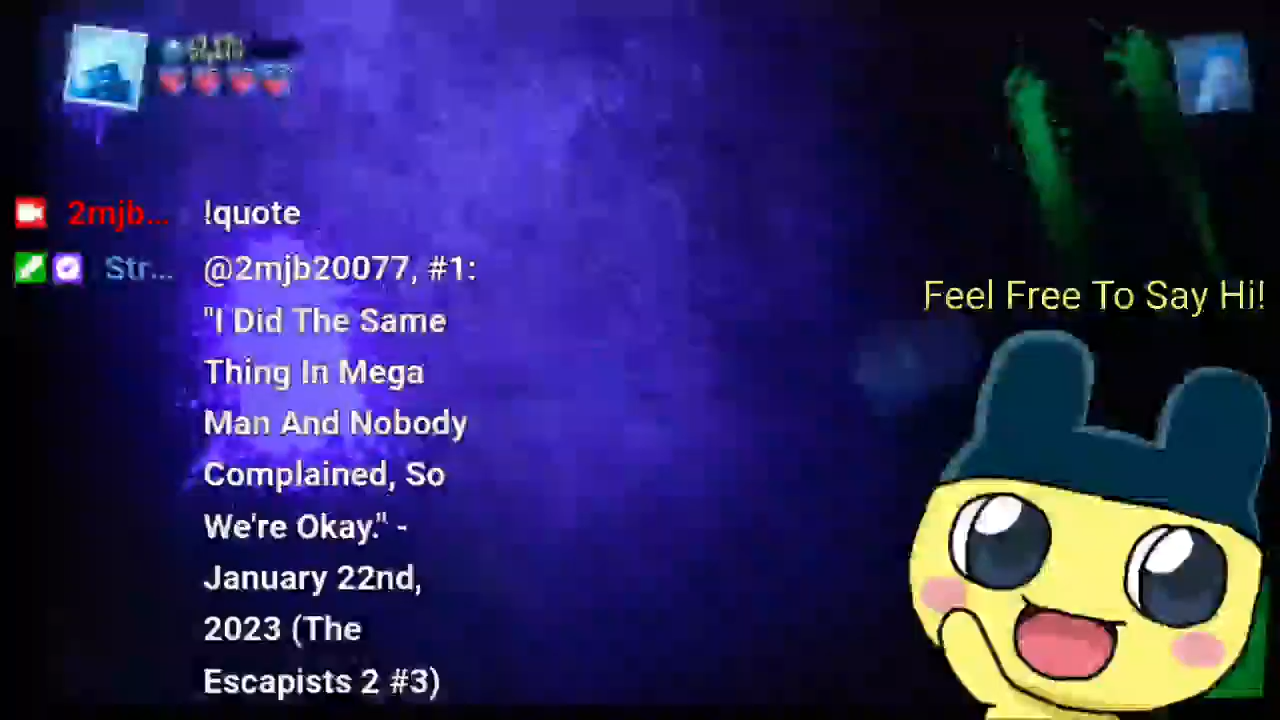 2mjb... !quote
Str... @2mjb20077, #1:
"I Did The Same
Thing In Mega
Man And Nobody
Complained, So
We're Okay." -
January 22nd,
2023 (The
Escapists 2 #3)
Feel Free To Say Hi!